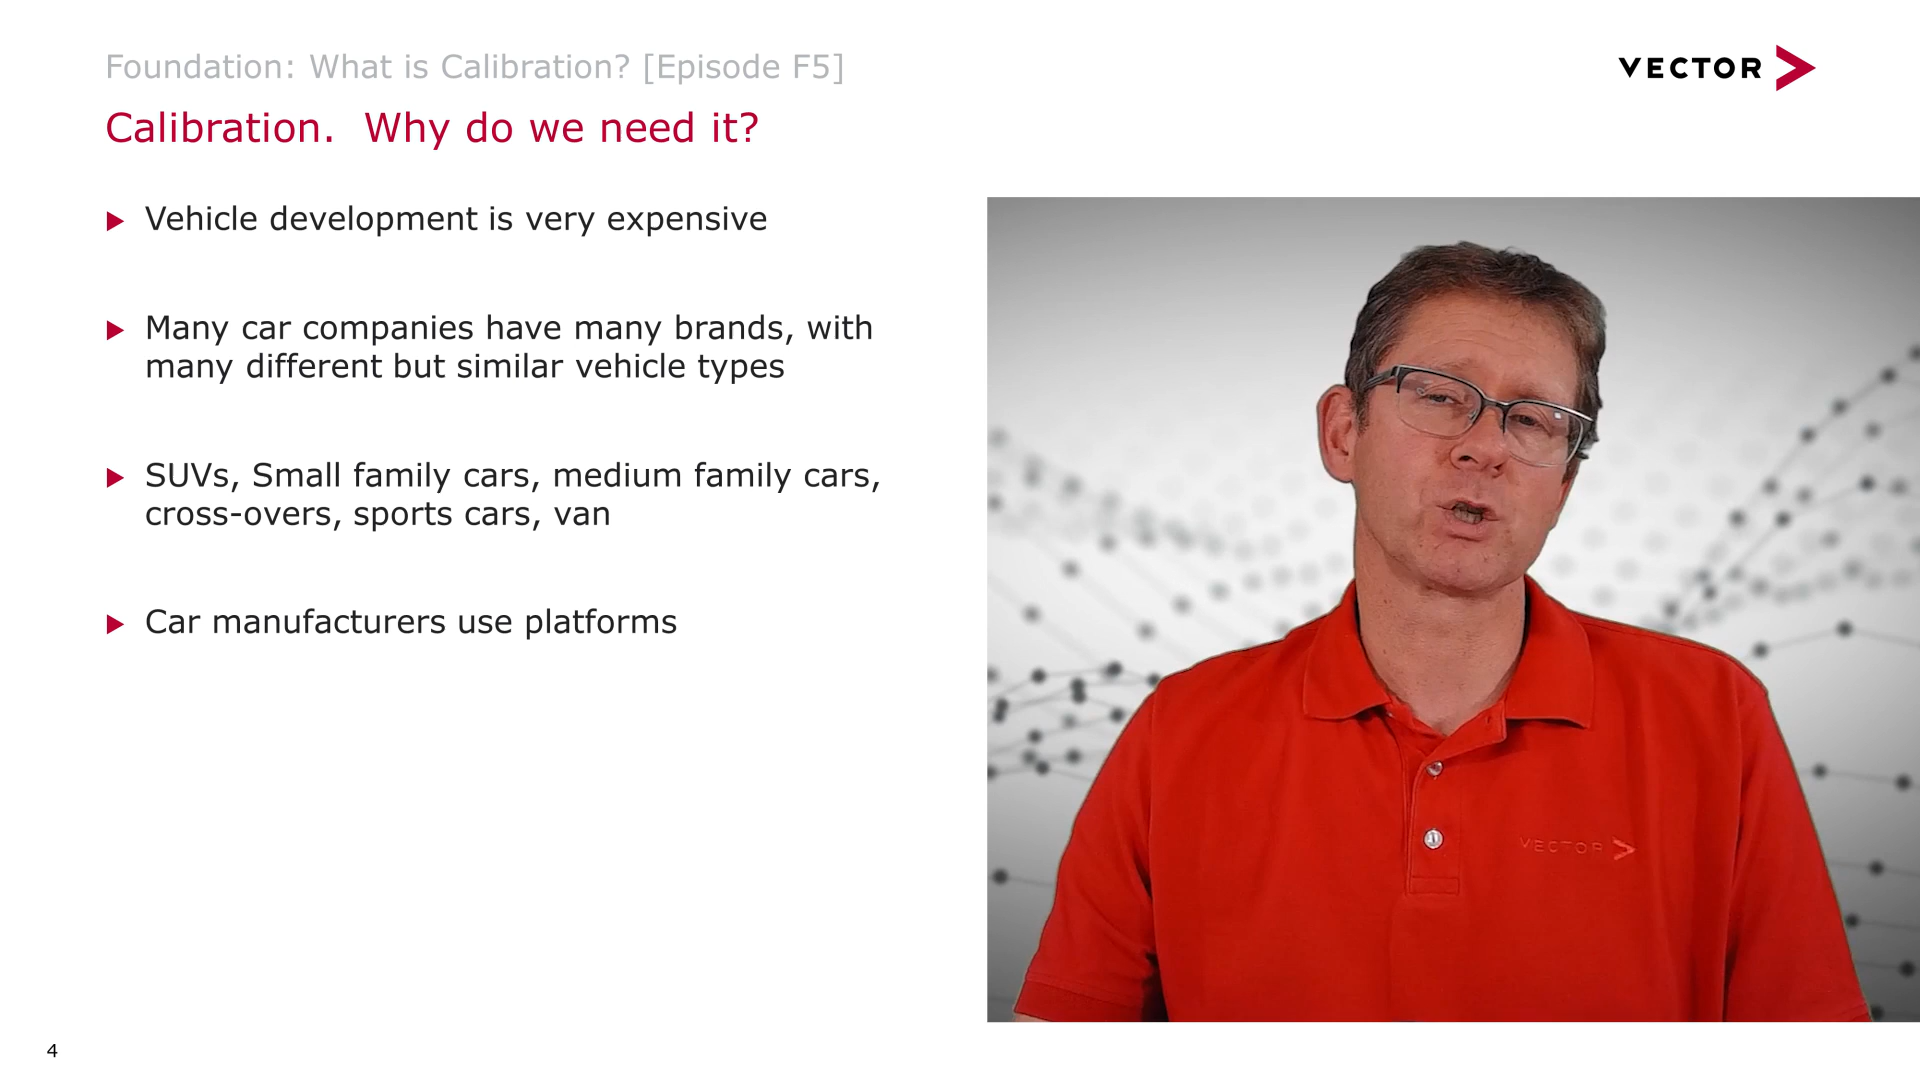 Foundation: What is Calibration? [Episode F5]
VECTOR
Calibration.  Why do we need it?
Vehicle development is very expensive
Many car companies have many brands, with
many different but similar vehicle types
SUVs, Small family cars, medium family cars,
cross-overs, sports cars, van
Car manufacturers use platforms
VECTOR
4